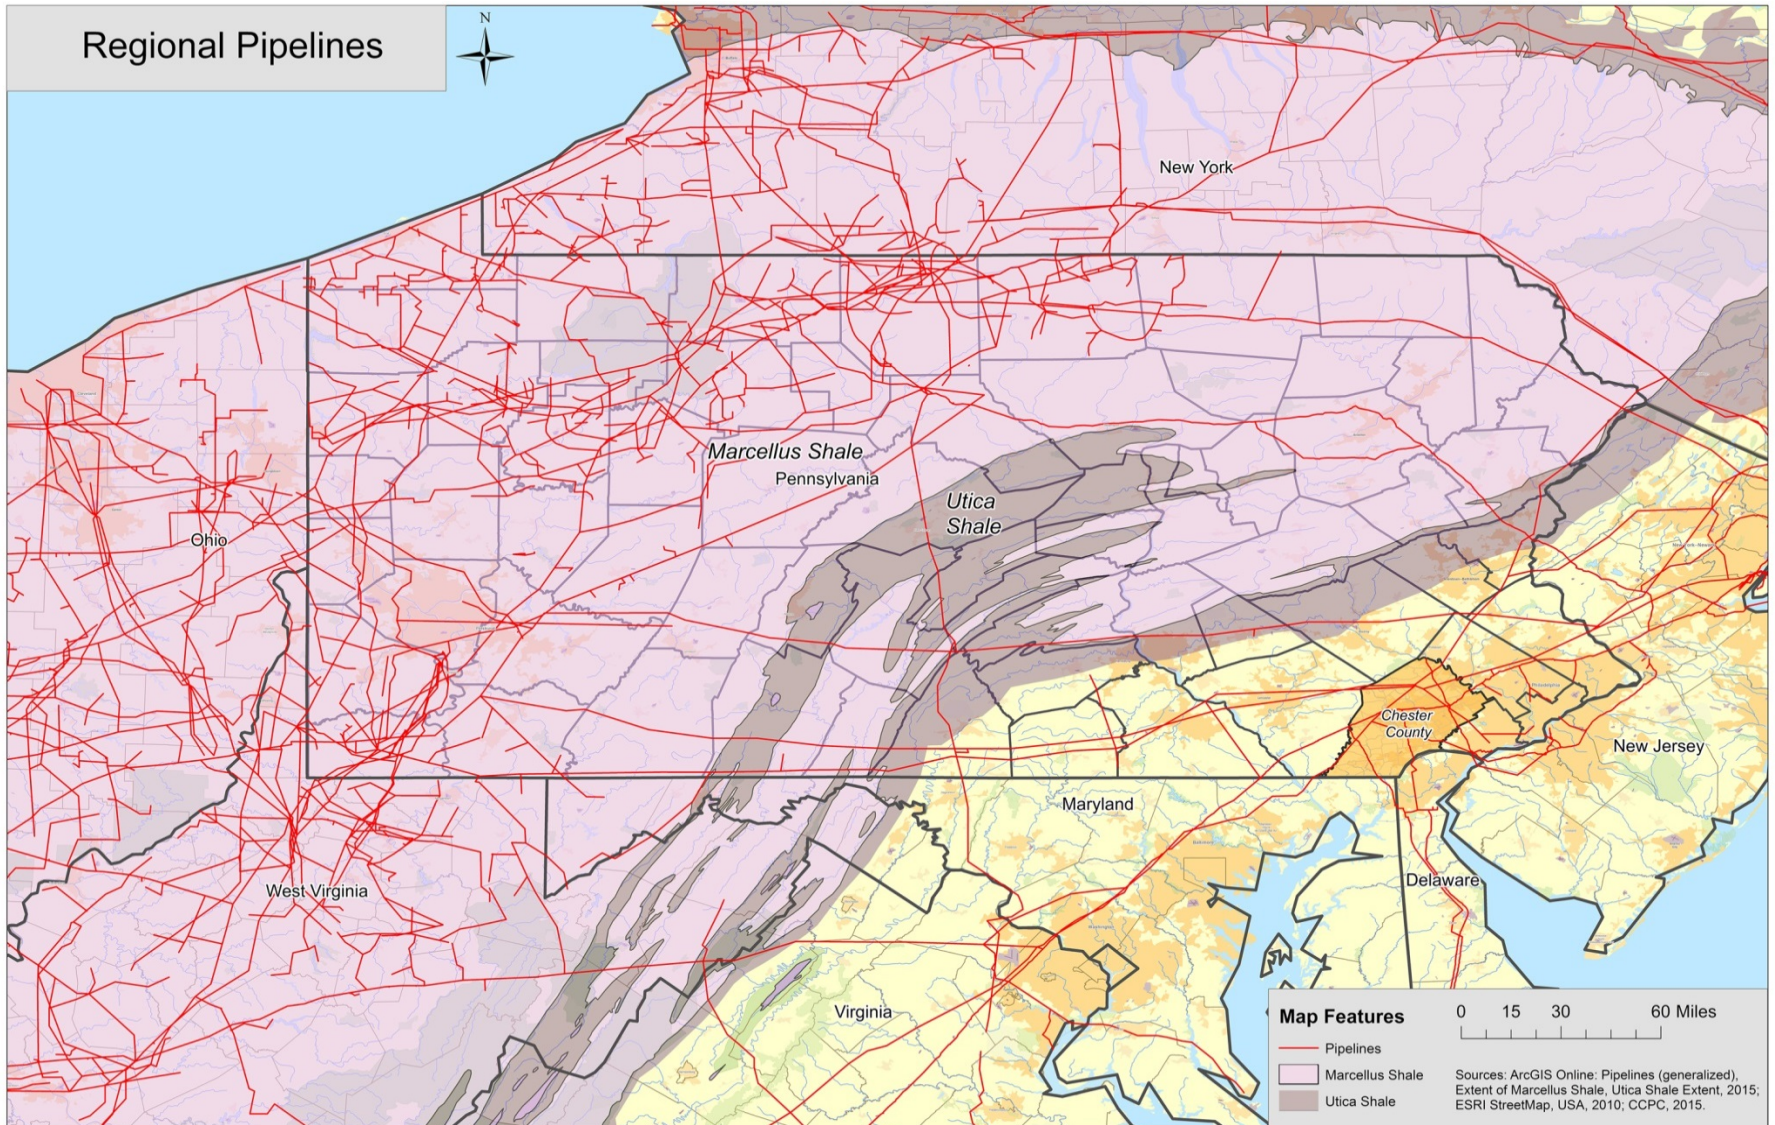 Regional Pipelines
N
New York
Marcellus Shale
Pennsylvania
Utica
Shale
Ohio
Chester
County
New Jersey
Maryland
West Virginia
Delaware
Virginia
Map Features
0 15 30 60 Miles
Pipelines
Marcellus Shale
Utica Shale
Sources: ArcGIS Online: Pipelines (generalized),
Extent of Marcellus Shale, Utica Shale Extent, 2015;
ESRI StreetMap, USA, 2010; CCPC, 2015.